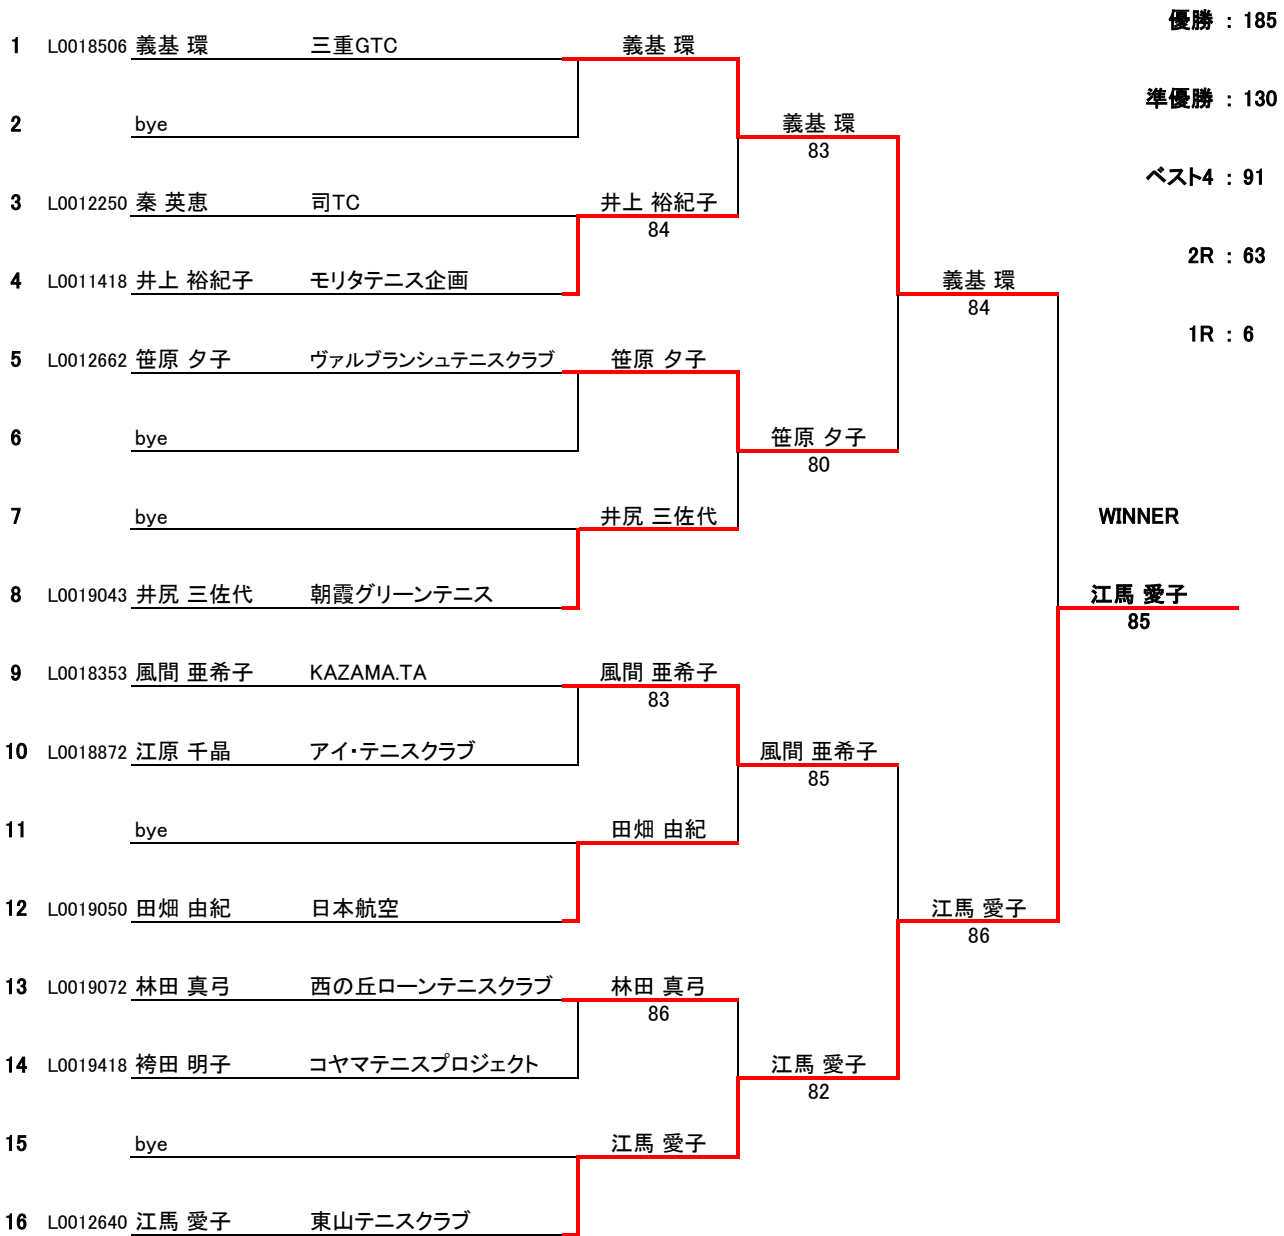 優勝 : 185
1 L0018506 義基 環 三重GTC 義基 環
準優勝 : 130
2 bye 義基 環
83
ベスト4 : 91
3 L0012250 秦 英恵 司TC 井上 裕紀子
84
2R : 63
4 L0011418 井上 裕紀子 モリタテニス企画 義基 環
84
1R : 6
5 L0012662 笹原 夕子 ヴァルブランシュテニスクラブ 笹原 夕子
6 bye 笹原 夕子
80
7 bye 井尻 三佐代 WINNER
8 L0019043 井尻 三佐代 朝霞グリーンテニス 江馬 愛子
85
9 L0018353 風間 亜希子 KAZAMA.TA 風間 亜希子
83
10 L0018872 江原 千晶 アイ・テニスクラブ 風間 亜希子
85
11 bye 田畑 由紀
12 L0019050 田畑 由紀 日本航空 江馬 愛子
86
13 L0019072 林田 真弓 西の丘ローンテニスクラブ 林田 真弓
86
14 L0019418 袴田 明子 コヤマテニスプロジェクト 江馬 愛子
82
15 bye 江馬 愛子
16 L0012640 江馬 愛子 東山テニスクラブ